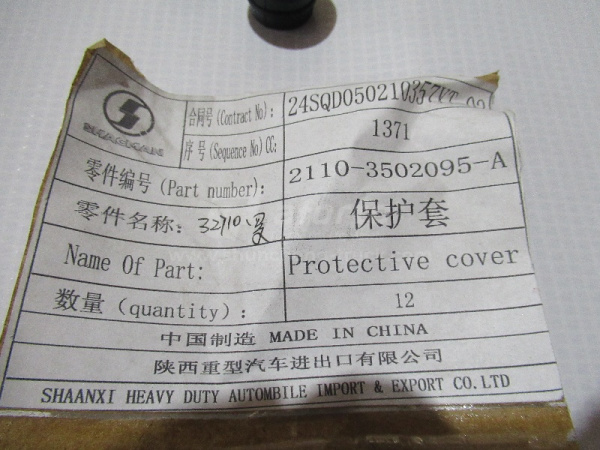 SHACMAN
合同号(Contract No):
24SQD050210357KT
序号(Sequence No)CC:
1371
零件编号 (Part number):
2110-3502095-A
零件名称:
保护套
Name Of Part:
Protective cover
数量 (quantity) :
12
中国制造 MADE IN CHINA
陕西重型汽车进出口有限公司
SHAANXI HEAVY DUTY AUTOMBILE IMPORT & EXPORT CO.LTD